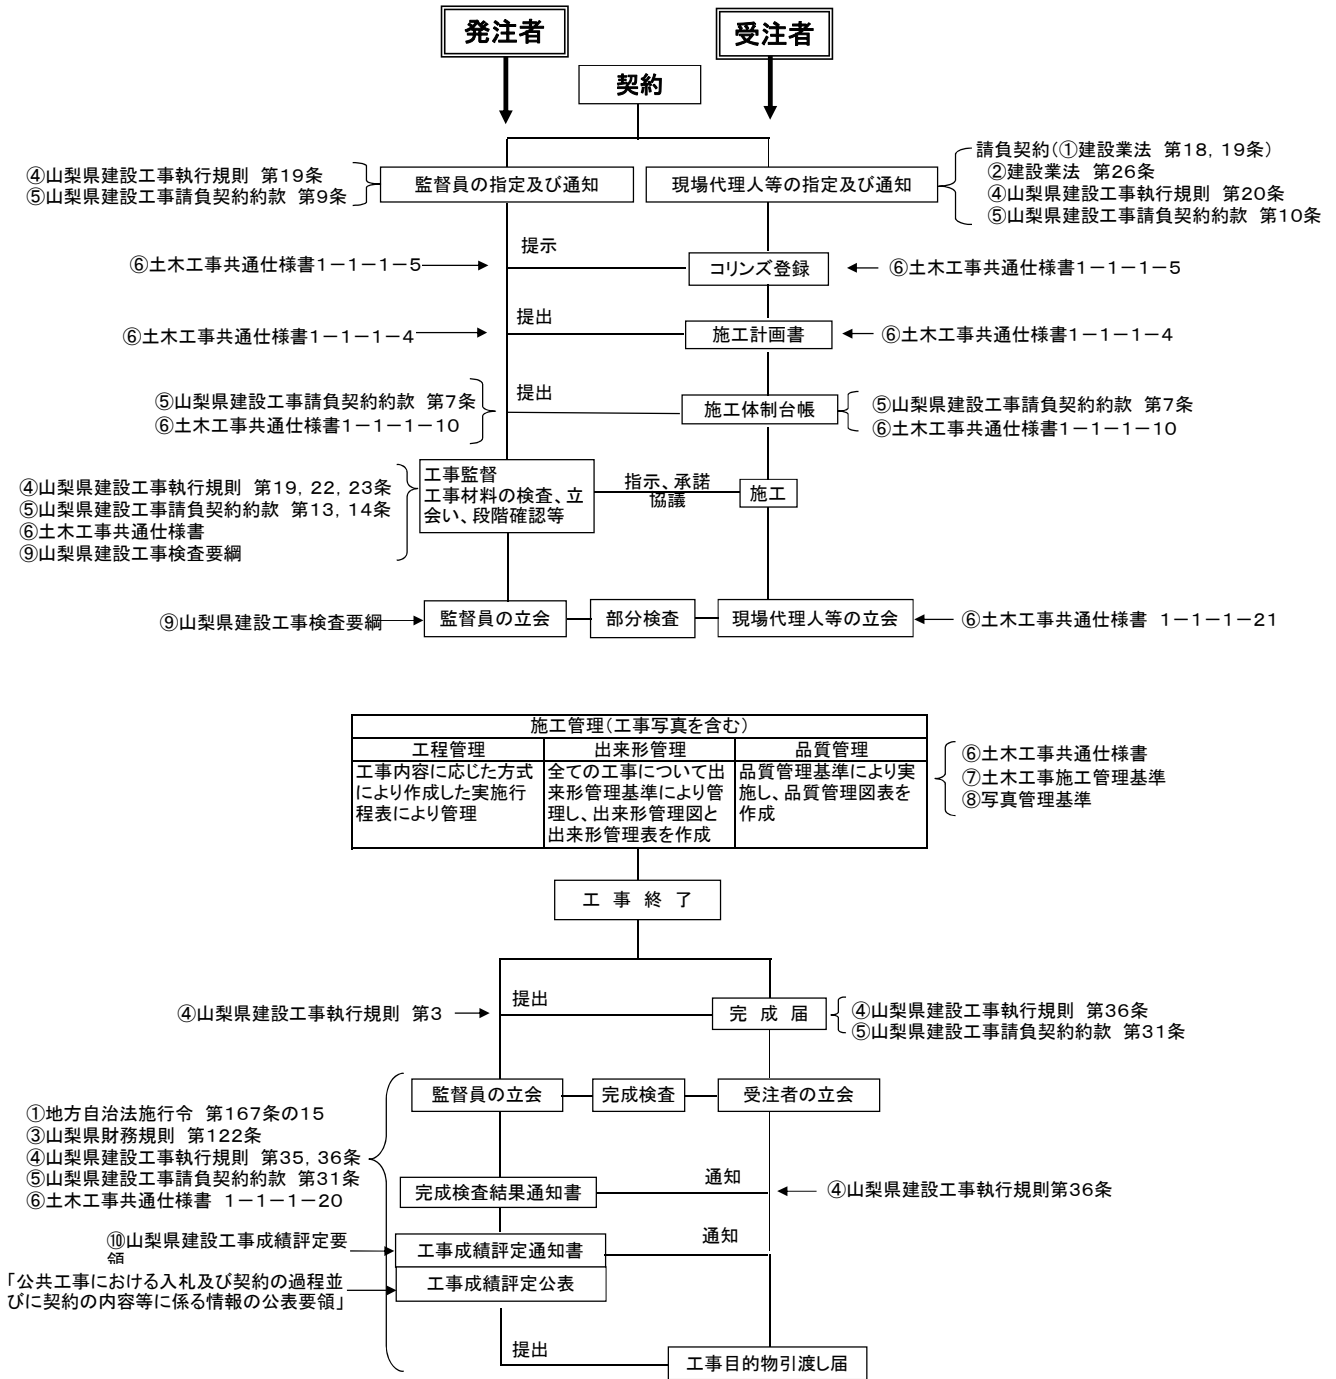 発注者
受注者
契約
④山梨県建設工事執行規則 第19条
⑤山梨県建設工事請負契約約款 第9条
監督員の指定及び通知
現場代理人等の指定及び通知
請負契約(①建設業法 第18,19条)
②建設業法 第26条
④山梨県建設工事執行規則 第20条
⑤山梨県建設工事請負契約約款 第10条
提示
⑥土木工事共通仕様書1-1-1-5
コリンズ登録
⑥土木工事共通仕様書1-1-1-5
提出
⑥土木工事共通仕様書1-1-1-4
施工計画書
⑥土木工事共通仕様書1-1-1-4
提出
⑤山梨県建設工事請負契約約款 第7条
⑥土木工事共通仕様書1-1-1-10
施工体制台帳
⑤山梨県建設工事請負契約約款 第7条
⑥土木工事共通仕様書1-1-1-10
④山梨県建設工事執行規則 第19,22,23条
⑤山梨県建設工事請負契約約款 第13,14条
⑥土木工事共通仕様書
⑨山梨県建設工事検査要綱
工事監督
工事材料の検査、立
会い、段階確認等
指示、承諾
協議
施工
⑨山梨県建設工事検査要綱
監督員の立会
部分検査
現場代理人等の立会
⑥土木工事共通仕様書 1-1-1-21
施工管理(工事写真を含む)
工程管理
出来形管理
品質管理
工事内容に応じた方式
により作成した実施行
程表により管理
全ての工事について出
来形管理基準により管
理し、出来形管理図と
出来形管理表を作成
品質管理基準により実
施し、品質管理図表を
作成
⑥土木工事共通仕様書
⑦土木工事施工管理基準
⑧写真管理基準
工 事 終 了
④山梨県建設工事執行規則 第3
提出
完 成 届
④山梨県建設工事執行規則 第36条
⑤山梨県建設工事請負契約約款 第31条
監督員の立会
完成検査
受注者の立会
①地方自治法施行令 第167条の15
③山梨県財務規則 第122条
④山梨県建設工事執行規則 第35,36条
⑤山梨県建設工事請負契約約款 第31条
⑥土木工事共通仕様書 1-1-1-20
完成検査結果通知書
通知
④山梨県建設工事執行規則第36条
⑩山梨県建設工事成績評定要
領
工事成績評定通知書
通知
「公共工事における入札及び契約の過程並
びに契約の内容等に係る情報の公表要領」
工事成績評定公表
提出
工事目的物引渡し届